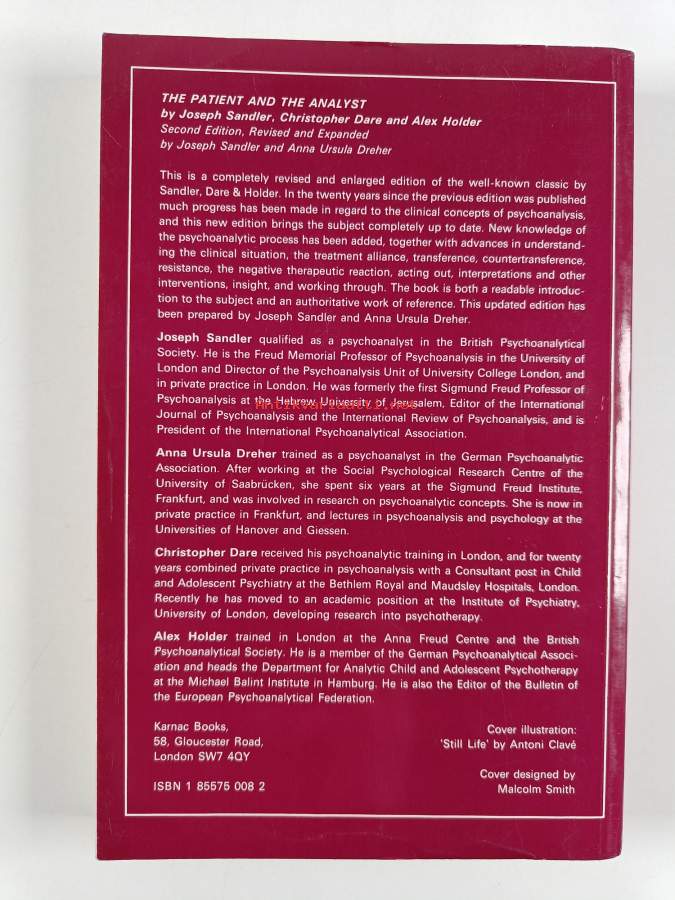 THE PATIENT AND THE ANALYST
by Joseph Sandler, Christopher Dare and Alex Holder
Second Edition, Revised and Expanded
by Joseph Sandler and Anna Ursula Dreher
This is a completely revised and enlarged edition of the well-known classic by
Sandler, Dare & Holder. In the twenty years since the previous edition was published
much progress has been made in regard to the clinical concepts of psychoanalysis,
and this new edition brings the subject completely up to date. New knowledge of
the psychoanalytic process has been added, together with advances in understand-
ing the clinical situation, the treatment alliance, transference, countertransference,
resistance, the negative therapeutic reaction, acting out, interpretations and other
interventions, insight, and working through. The book is both a readable introduc-
tion to the subject and an authoritative work of reference. This updated edition has
been prepared by Joseph Sandler and Anna Ursula Dreher.
Joseph Sandler qualified as a psychoanalyst in the British Psychoanalytical
Society. He is the Freud Memorial Professor of Psychoanalysis in the University of
London and Director of the Psychoanalysis Unit of University College London, and
in private practice in London. He was formerly the first Sigmund Freud Professor of
Psychoanalysis at the Hebrew University of Jerusalem, Editor of the International
Journal of Psychoanalysis and the International Review of Psychoanalysis, and is
President of the International Psychoanalytical Association.
Anna Ursula Dreher trained as a psychoanalyst in the German Psychoanalytic
Association. After working at the Social Psychological Research Centre of the
University of Saabrücken, she spent six years at the Sigmund Freud Institute,
Frankfurt, and was involved in research on psychoanalytic concepts. She is now in
private practice in Frankfurt, and lectures in psychoanalysis and psychology at the
Universities of Hanover and Giessen.
Christopher Dare received his psychoanalytic training in London, and for twenty
years combined private practice in psychoanalysis with a Consultant post in Child
and Adolescent Psychiatry at the Bethlem Royal and Maudsley Hospitals, London.
Recently he has moved to an academic position at the Institute of Psychiatry,
University of London, developing research into psychotherapy.
Alex Holder trained in London at the Anna Freud Centre and the British
Psychoanalytical Society. He is a member of the German Psychoanalytical Associ-
ation and heads the Department for Analytic Child and Adolescent Psychotherapy
at the Michael Balint Institute in Hamburg. He is also the Editor of the Bulletin of
the European Psychoanalytical Federation.
Karnac Books,
58, Gloucester Road,
London SW7 4QY
ISBN 1 85575 008 2
Cover illustration:
'Still Life' by Antoni Clavé
Cover designed by
Malcolm Smith